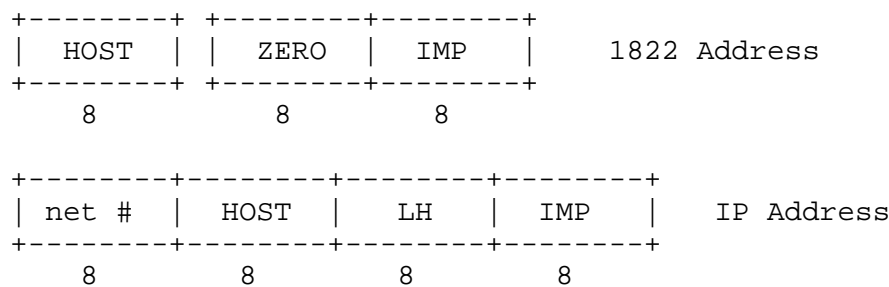 +--------+ +--------+--------+
| HOST | | ZERO | IMP | 1822 Address
+--------+ +--------+--------+
8 8 8
+--------+--------+--------+--------+
| net # | HOST | LH | IMP | IP Address
+--------+--------+--------+--------+
8 8 8 8